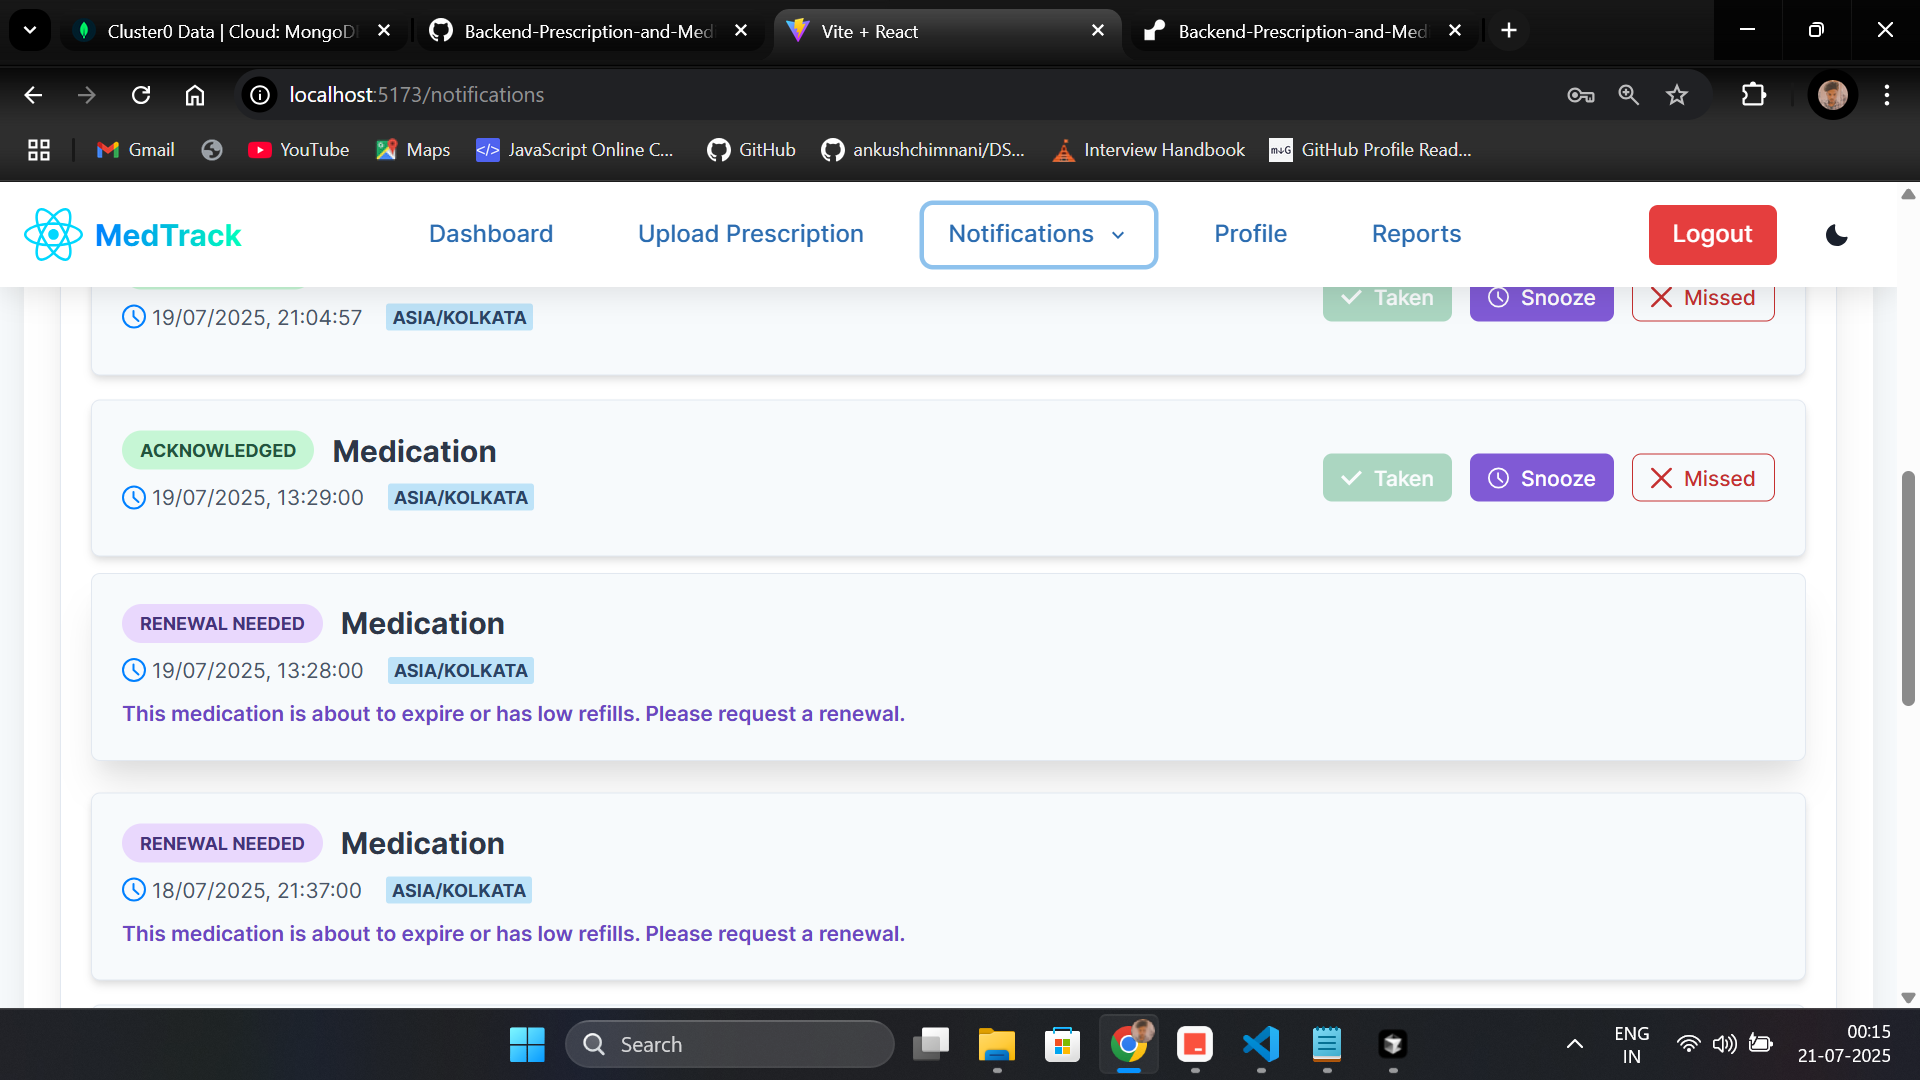 Cluster0 Data | Cloud: MongoD
Backend-Prescription-and-Med
Vite + React
Backend-Prescription-and-Med
localhost:5173/notifications
Gmail
YouTube
Maps
</> JavaScript Online C...
GitHub
ankushchimnani/DS...
Interview Handbook
GitHub Profile Read...
MedTrack
Dashboard
Upload Prescription
Notifications
Profile
Reports
Logout
19/07/2025, 21:04:57 ASIA/KOLKATA
Taken Snooze Missed
ACKNOWLEDGED Medication
19/07/2025, 13:29:00 ASIA/KOLKATA
Taken Snooze Missed
RENEWAL NEEDED Medication
19/07/2025, 13:28:00 ASIA/KOLKATA
This medication is about to expire or has low refills. Please request a renewal.
RENEWAL NEEDED Medication
18/07/2025, 21:37:00 ASIA/KOLKATA
This medication is about to expire or has low refills. Please request a renewal.
Search
ENG
IN
00:15
21-07-2025